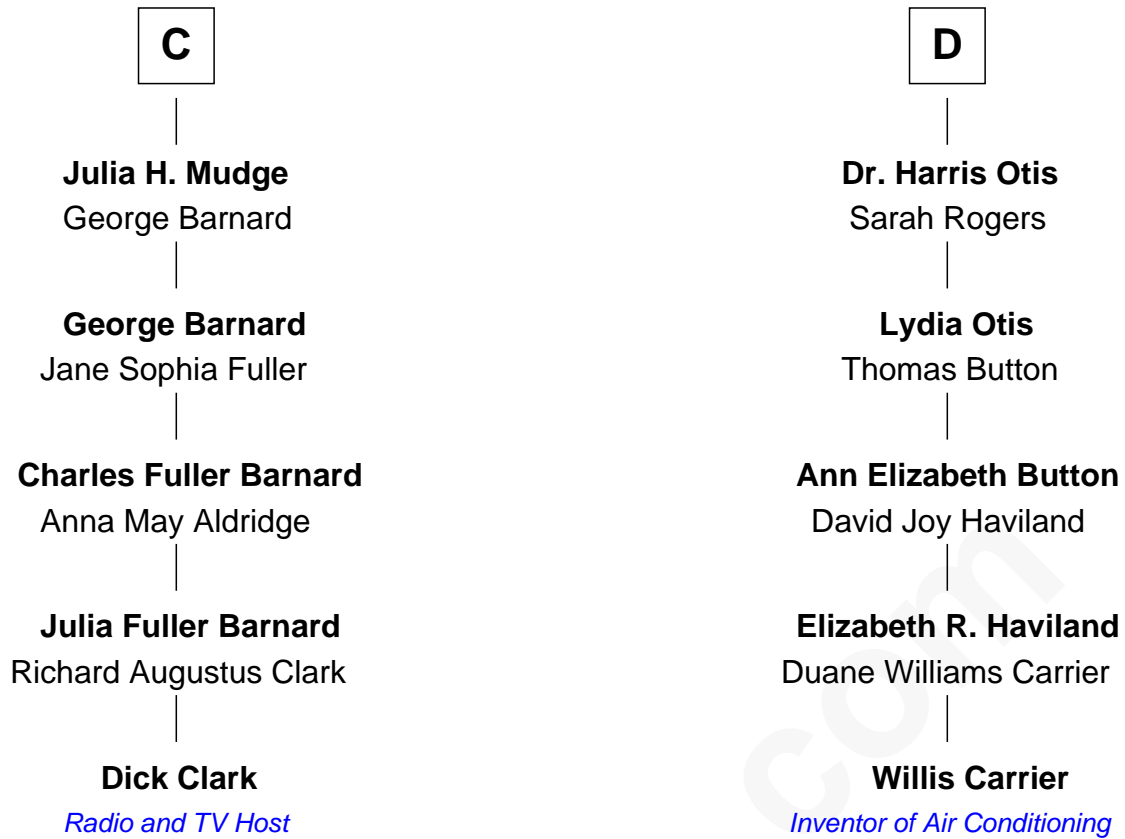 C
Julia H. Mudge
George Barnard
George Barnard
Jane Sophia Fuller
Charles Fuller Barnard
Anna May Aldridge
Julia Fuller Barnard
Richard Augustus Clark
Dick Clark
Radio and TV Host
D
Dr. Harris Otis
Sarah Rogers
Lydia Otis
Thomas Button
Ann Elizabeth Button
David Joy Haviland
Elizabeth R. Haviland
Duane Williams Carrier
Willis Carrier
Inventor of Air Conditioning
com